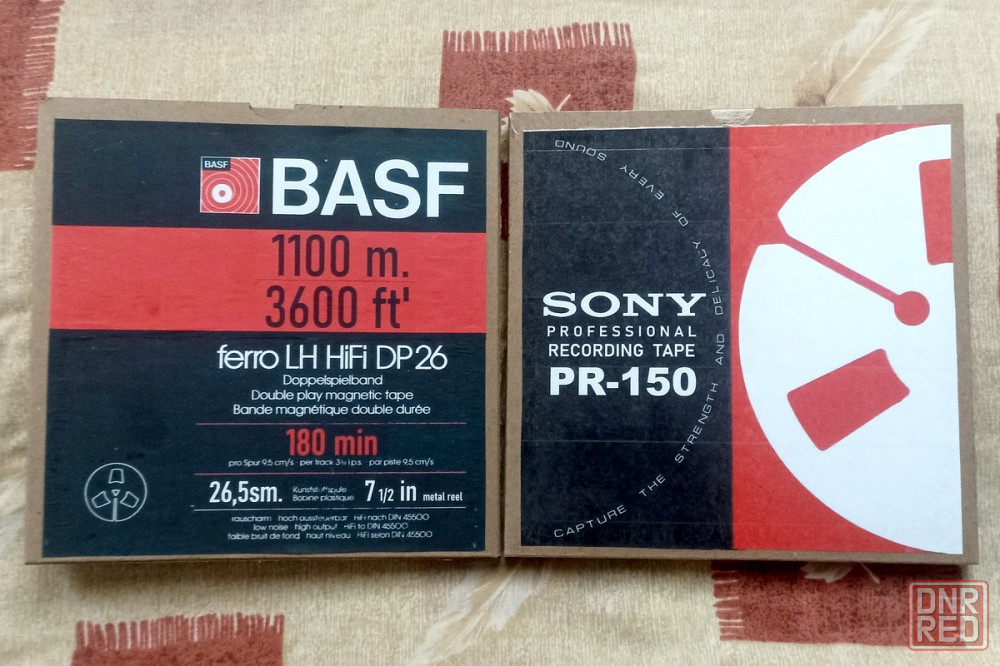 BASF
BASF
1100 m.
3600 ft'
ferro LH HiFi DP 26
Doppelspielband
Double play magnetic tape
Bande magnétique double durée
180 min
pro Spur 9,5 cm/s · per track 3¾ i.p.s. · par piste 9,5 cm/s
26,5sm.
Kunststoffspule
Bobine plastique
7 1/2 in metal reel
rauscharm hoch aussteuerbar HiFi nach DIN 45500
low noise high output HiFi to DIN 45500
faible bruit de fond haut niveau HiFi selon DIN 45500
SONY
PROFESSIONAL
RECORDING TAPE
PR-150
CAPTURE THE STRENGTH AND DELICACY OF EVERY SOUND
DNR
RED